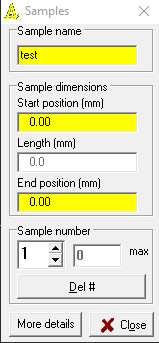 Samples
Sample name
test
Sample dimensions
Start position (mm)
0.00
Length (mm)
0.0
End position (mm)
0.00
Sample number
1 0 max
Del #
More details Close